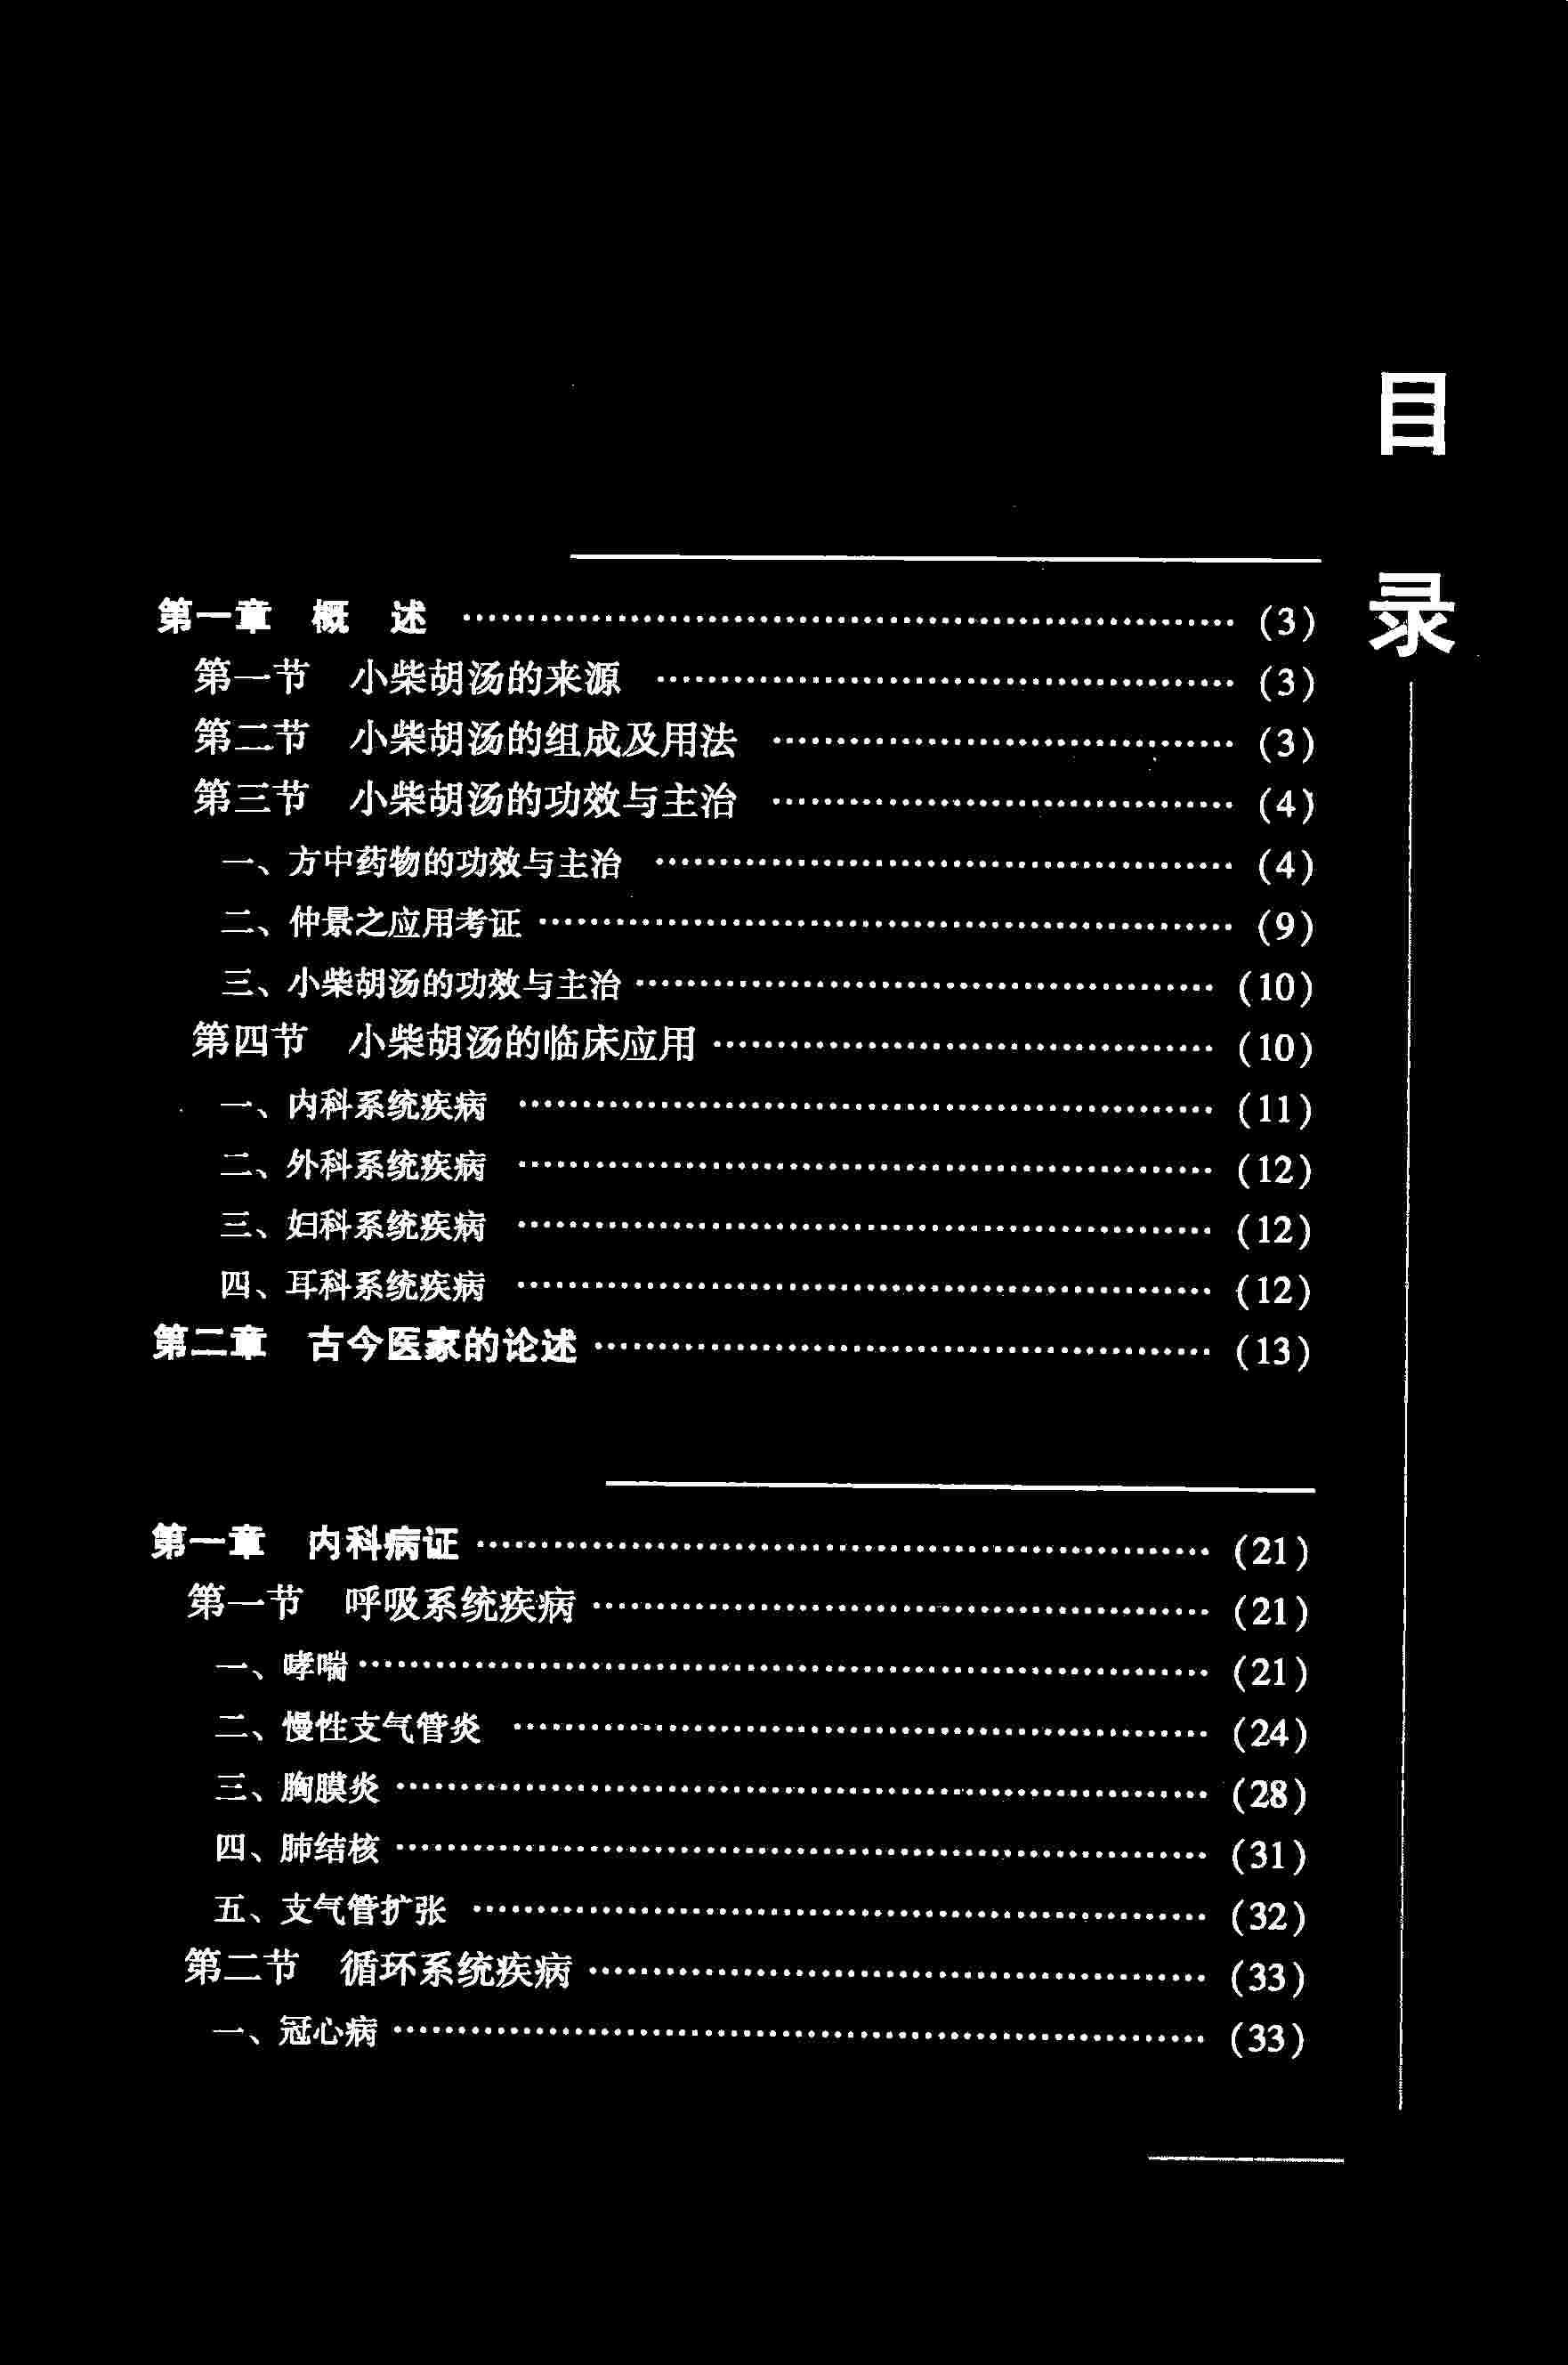 目录
第一章 概 述 …………………………………………… (3)
第一节 小柴胡汤的来源 …………………………………………… (3)
第二节 小柴胡汤的组成及用法 …………………………………………… (3)
第三节 小柴胡汤的功效与主治 …………………………………………… (4)
一、方中药物的功效与主治 …………………………………………… (4)
二、仲景之应用考证 …………………………………………… (9)
三、小柴胡汤的功效与主治 …………………………………………… (10)
第四节 小柴胡汤的临床应用 …………………………………………… (10)
一、内科系统疾病 …………………………………………… (11)
二、外科系统疾病 …………………………………………… (12)
三、妇科系统疾病 …………………………………………… (12)
四、耳科系统疾病 …………………………………………… (12)
第二章 古今医家的论述 …………………………………………… (13)
第一章 内科病证 …………………………………………… (21)
第一节 呼吸系统疾病 …………………………………………… (21)
一、哮喘 …………………………………………… (21)
二、慢性支气管炎 …………………………………………… (24)
三、胸膜炎 …………………………………………… (28)
四、肺结核 …………………………………………… (31)
五、支气管扩张 …………………………………………… (32)
第二节 循环系统疾病 …………………………………………… (33)
一、冠心病 …………………………………………… (33)